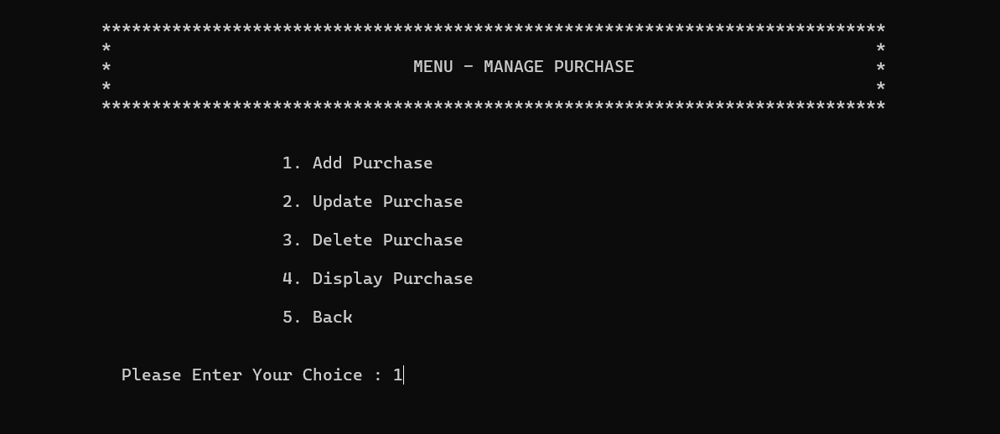 ******************************************************************************
*                                                                            *
*                              MENU - MANAGE PURCHASE                        *
*                                                                            *
******************************************************************************
1. Add Purchase
2. Update Purchase
3. Delete Purchase
4. Display Purchase
5. Back
Please Enter Your Choice : 1